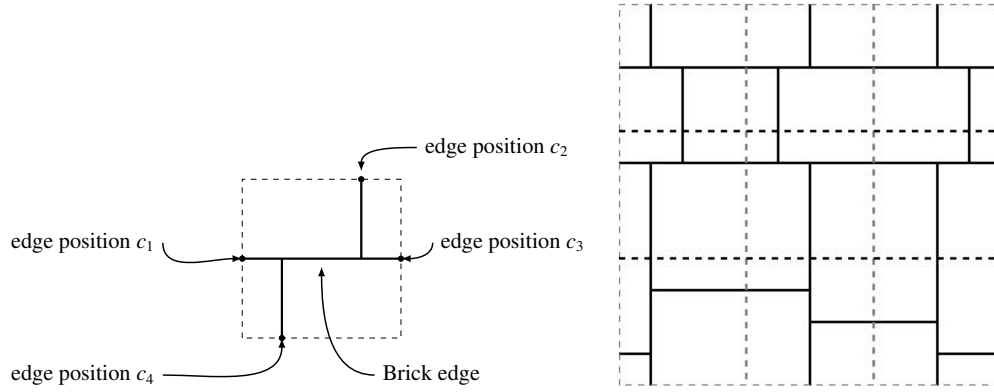 edge position c2
edge position c1
edge position c3
edge position c4
Brick edge